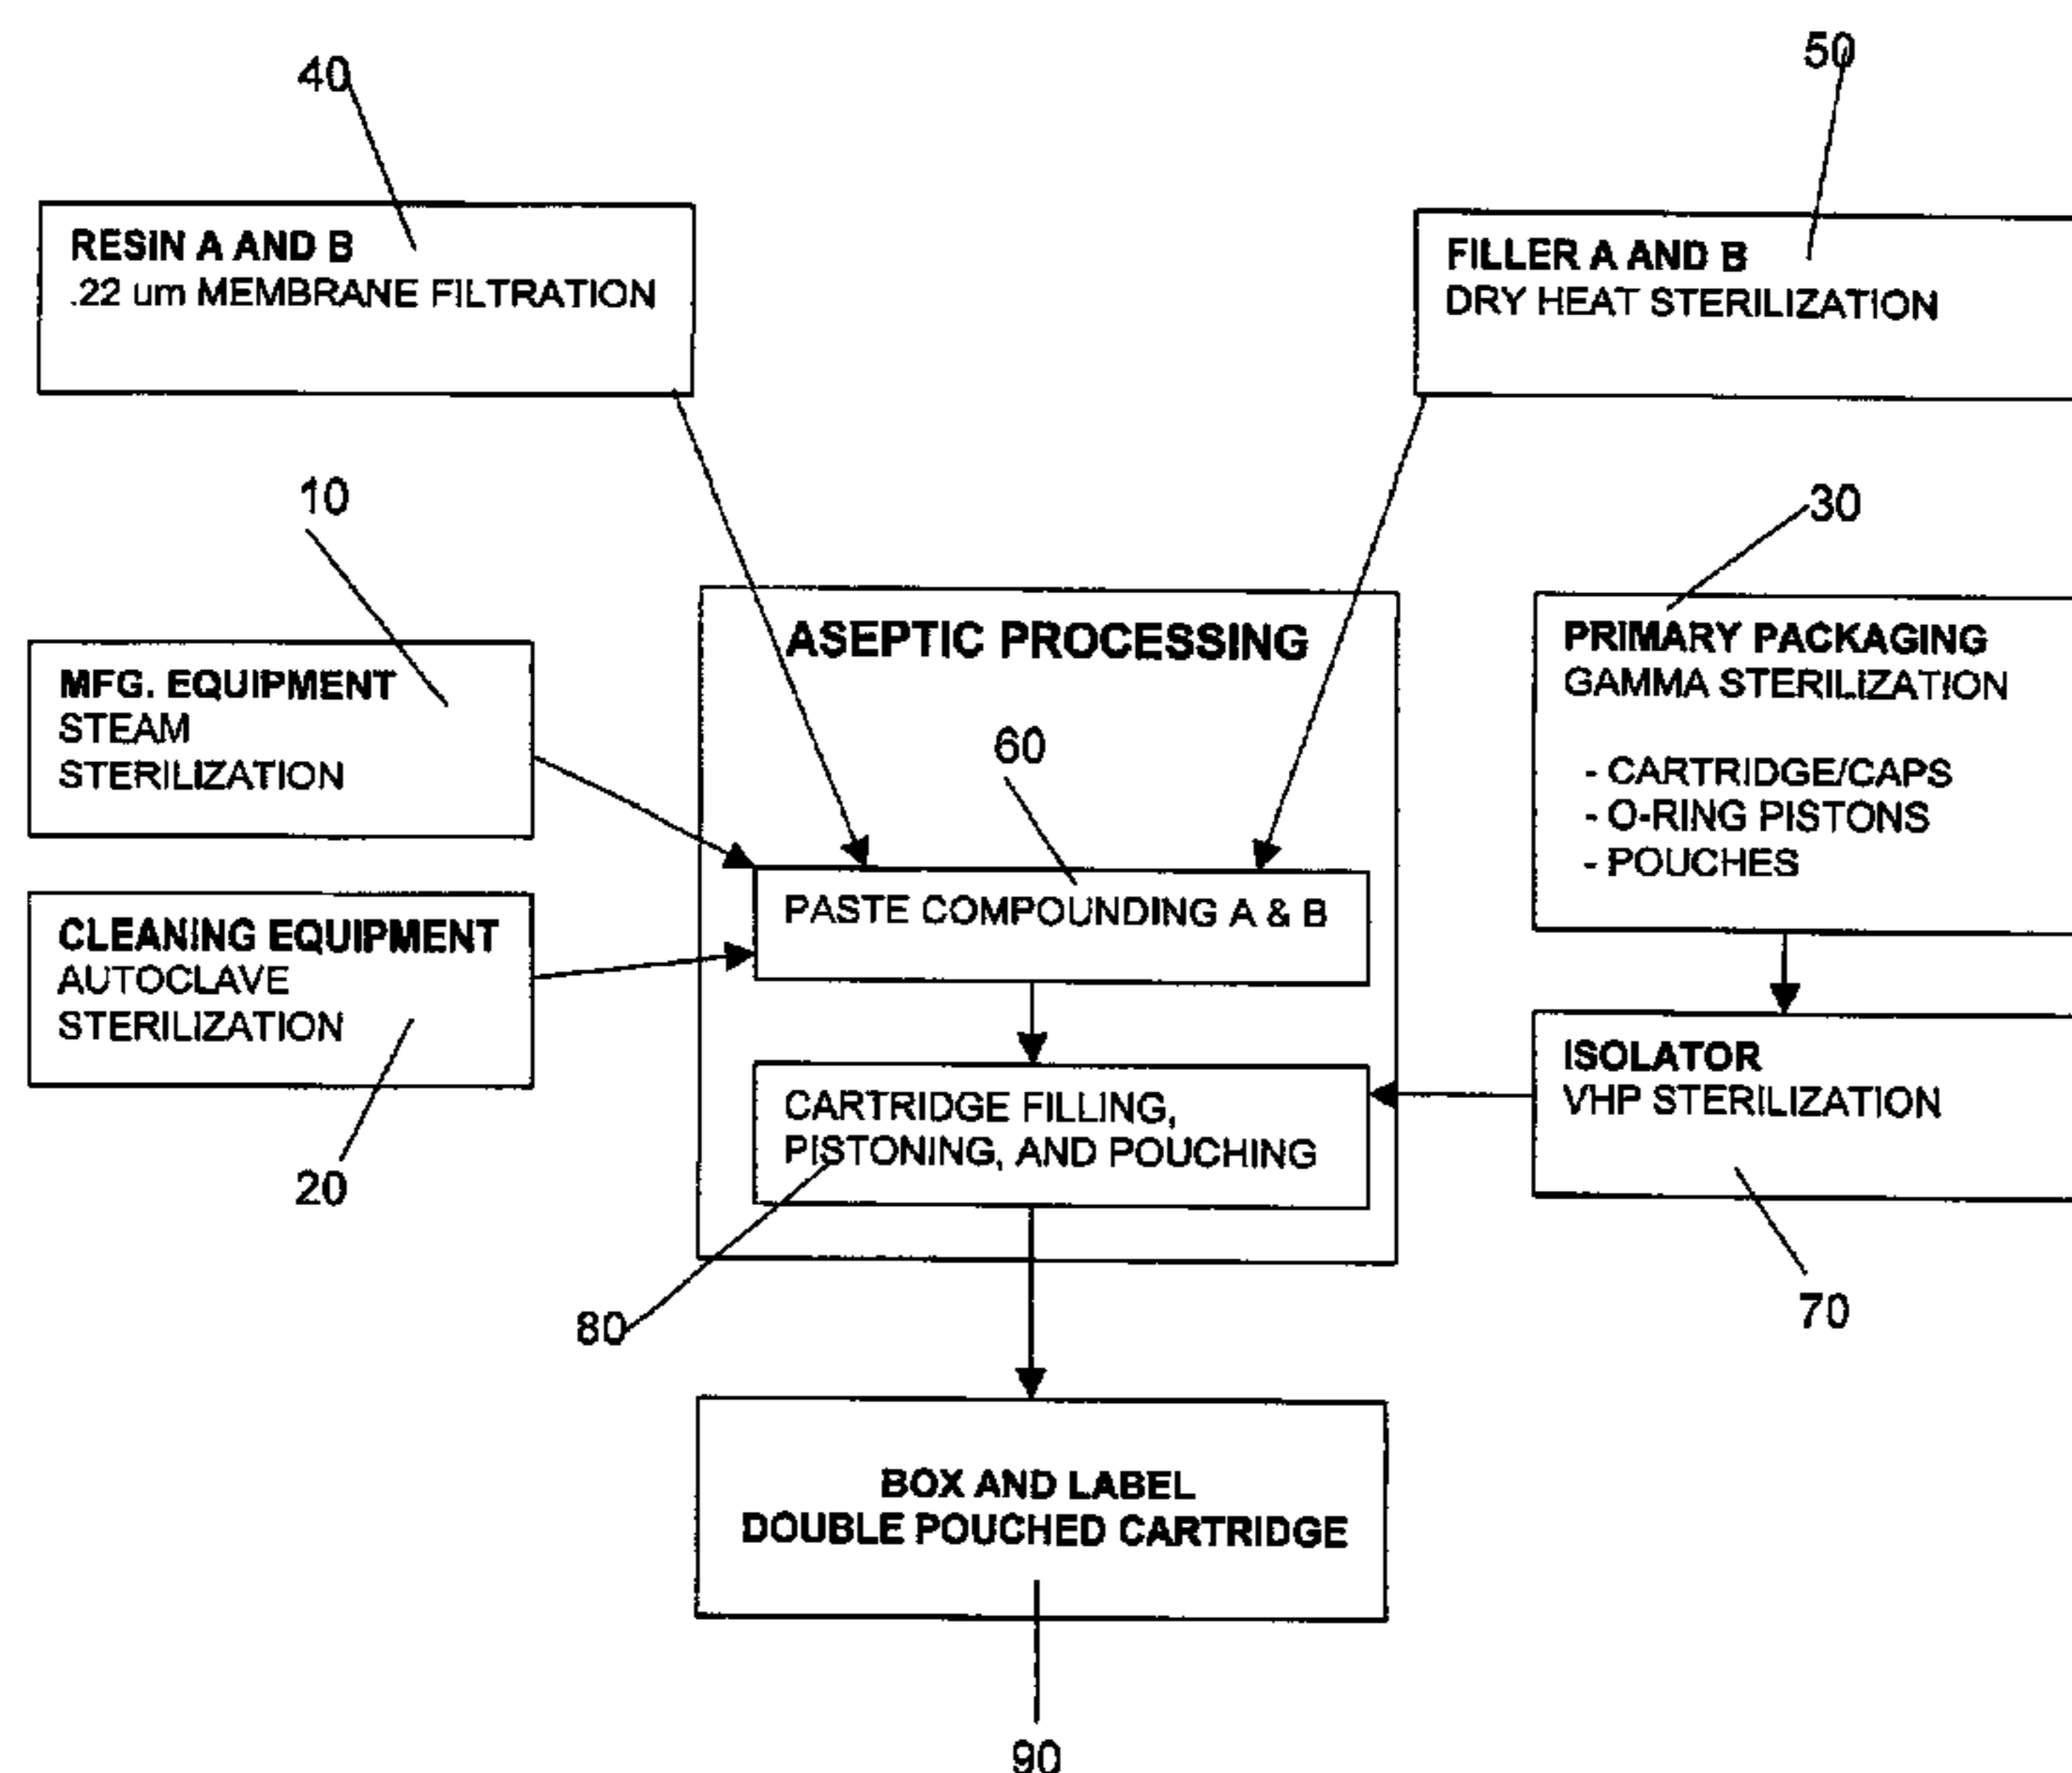 40
50
RESIN A AND B
.22 um MEMBRANE FILTRATION
FILLER A AND B
DRY HEAT STERILIZATION
10
30
MFG. EQUIPMENT
STEAM
STERILIZATION
ASEPTIC PROCESSING
PRIMARY PACKAGING
GAMMA STERILIZATION
- CARTRIDGE/CAPS
- O-RING PISTONS
- POUCHES
60
PASTE COMPOUNDING A & B
CLEANING EQUIPMENT
AUTOCLAVE
STERILIZATION
20
CARTRIDGE FILLING,
PISTONING, AND POUCHING
ISOLATOR
VHP STERILIZATION
80
70
BOX AND LABEL
DOUBLE POUCHED CARTRIDGE
90